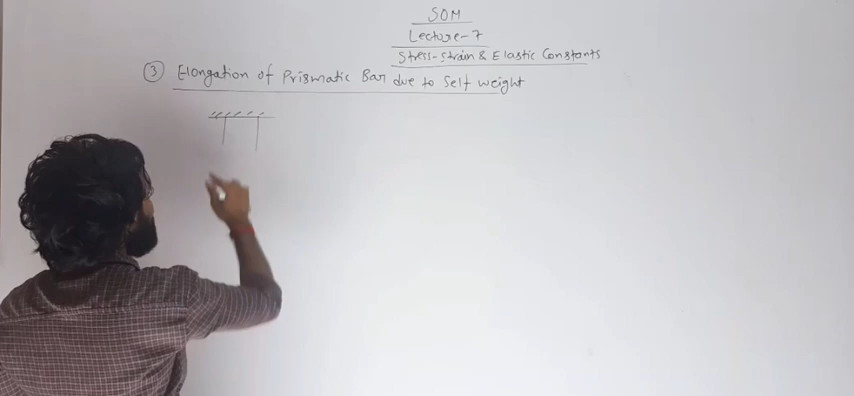 SOM
Lecture-7
Stress-Strain & Elastic Constants
③ Elongation of Prismatic Bar due to Self weight